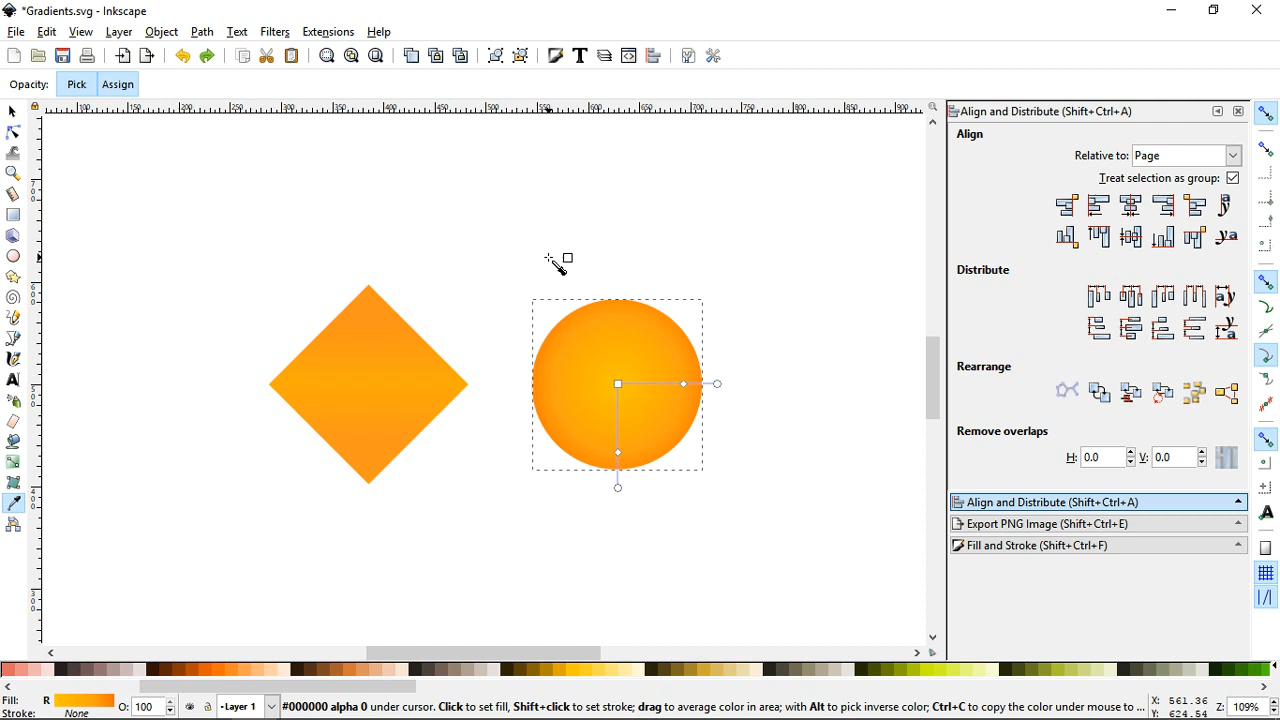 *Gradients.svg - Inkscape
File Edit View Layer Object Path Text Filters Extensions Help
Opacity: Pick Assign
Align and Distribute (Shift+Ctrl+A)
Align
Relative to: Page
Treat selection as group:
Distribute
Rearrange
Remove overlaps
H: 0.0 V: 0.0
Align and Distribute (Shift+Ctrl+A)
Export PNG Image (Shift+Ctrl+E)
Fill and Stroke (Shift+Ctrl+F)
Fill: R O: 100 Layer 1 #000000 alpha 0 under cursor. Click to set fill, Shift+click to set stroke; drag to average color in area; with Alt to pick inverse color; Ctrl+C to copy the color under mouse to ... X: 561.36 Z: 109%
Stroke: None Y: 624.54